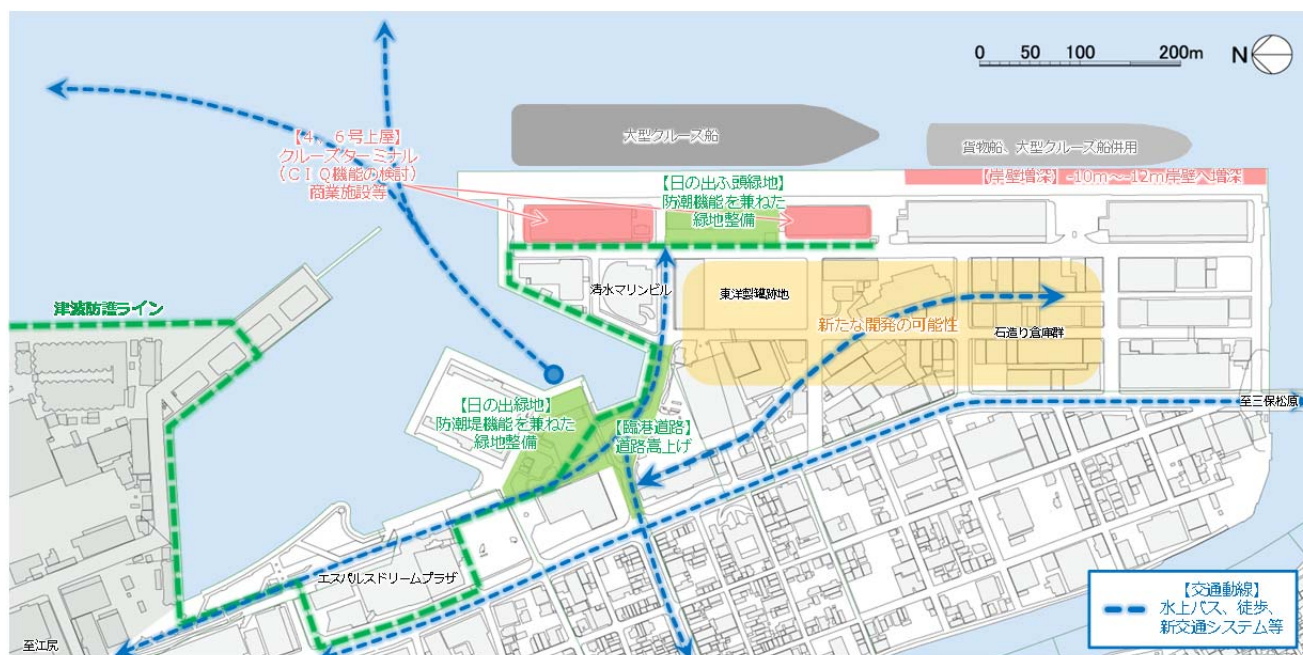 0 50 100 200m N
大型クルーズ船
貨物船、大型クルーズ船併用
【岸壁増深】-10m~-12m岸壁へ増深
【4、6号上屋】
クルーズターミナル
(CIQ機能の検討)
商業施設等
【日の出ふ頭緑地】
防潮機能を兼ねた
緑地整備
清水マリンビル
東洋製罐跡地
新たな開発の可能性
石造り倉庫群
津波防護ライン
【日の出緑地】
防潮堤機能を兼ねた
緑地整備
【臨港道路】
道路嵩上げ
至三保松原
エスパルスドリームプラザ
至江尻
【交通動線】
水上バス、徒歩、
新交通システム等